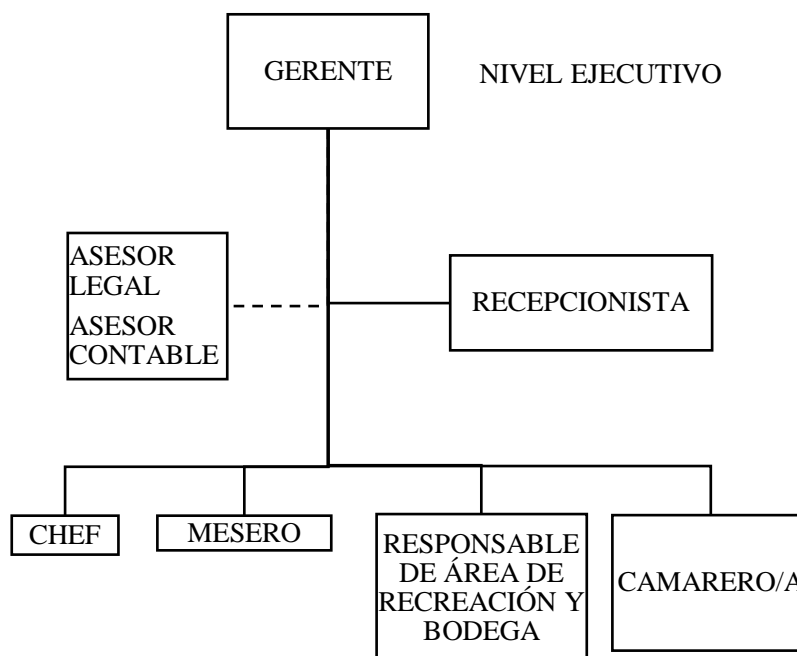 GERENTE
NIVEL EJECUTIVO
ASESOR
LEGAL
ASESOR
CONTABLE
RECEPCIONISTA
CHEF
MESERO
RESPONSABLE
DE ÁREA DE
RECREACIÓN Y
BODEGA
CAMARERO/A